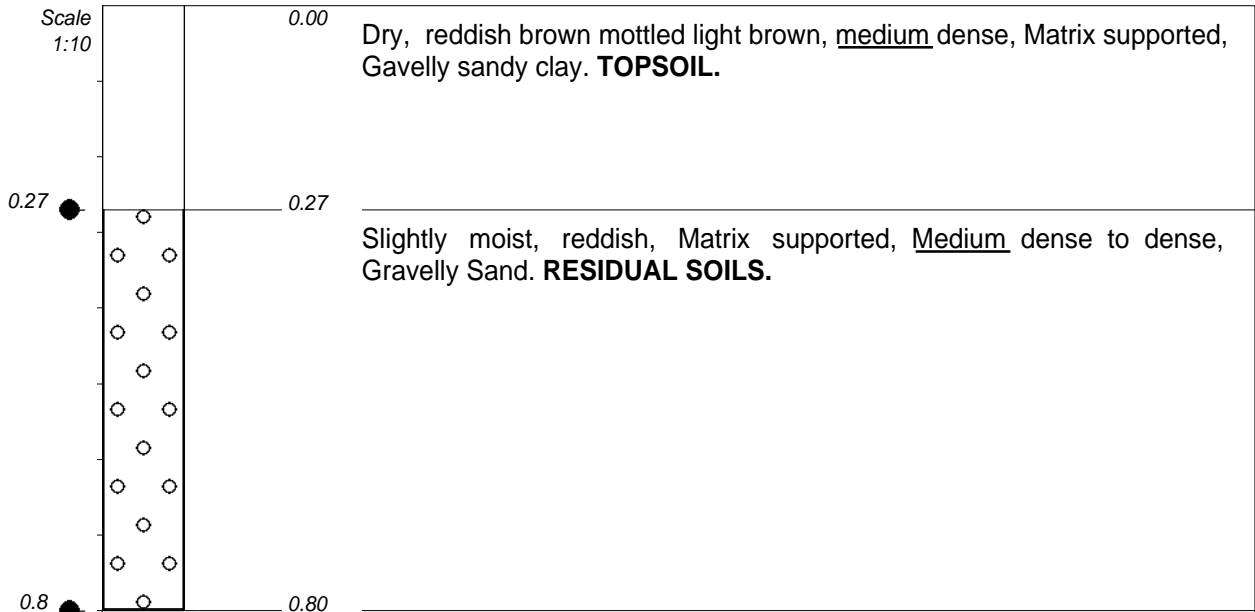 Scale
1:10
0.00
Dry, reddish brown mottled light brown, medium dense, Matrix supported,
Gavelly sandy clay. TOPSOIL.
0.27
0.27
Slightly moist, reddish, Matrix supported, Medium dense to dense,
Gravelly Sand. RESIDUAL SOILS.
0.8
0.80